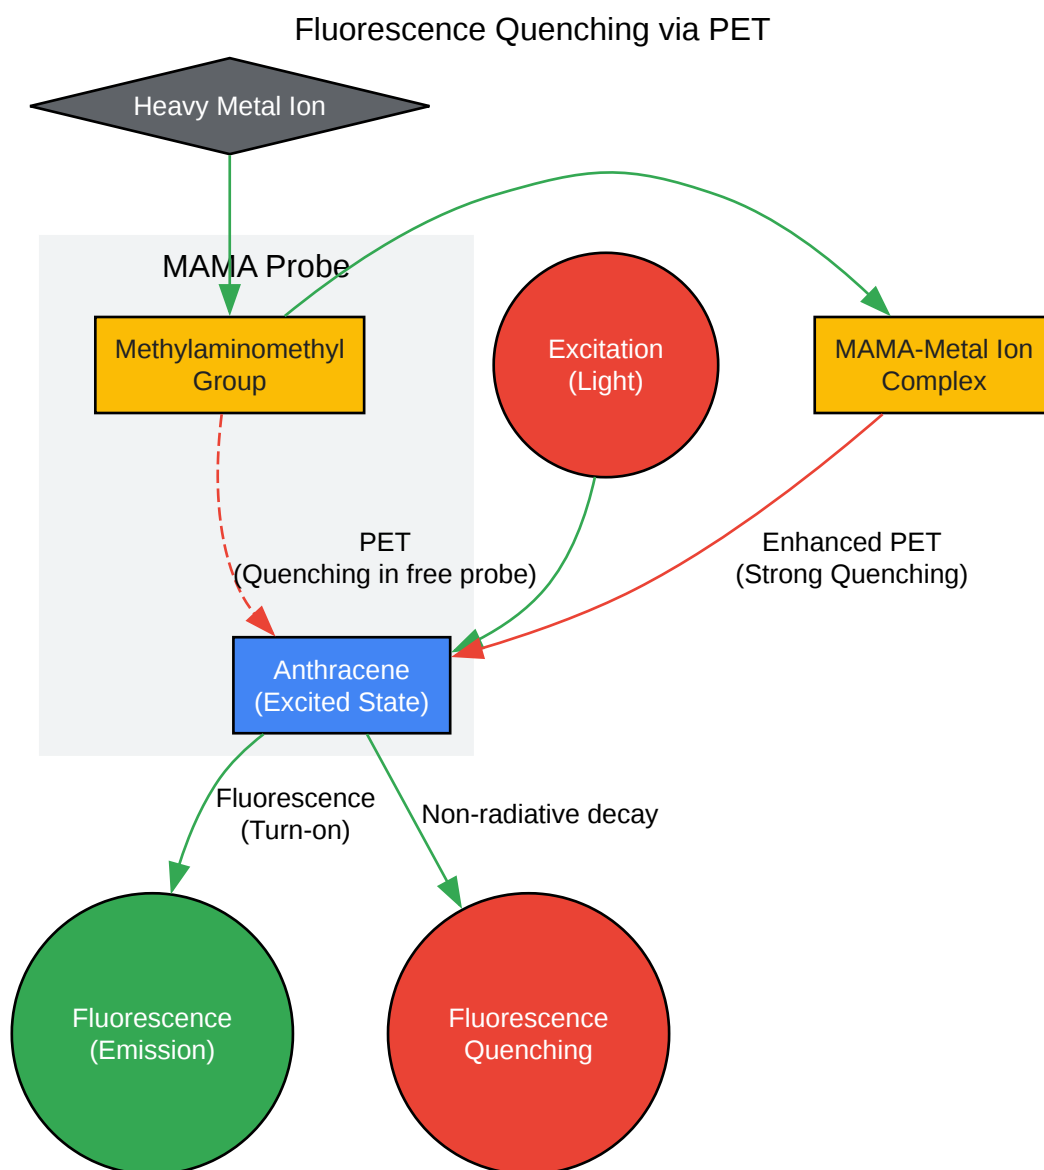 Fluorescence Quenching via PET
Heavy Metal Ion
MAMA Probe
Methylaminomethyl
Group
Excitation
(Light)
MAMA-Metal Ion
Complex
PET
(Quenching in free probe)
Enhanced PET
(Strong Quenching)
Anthracene
(Excited State)
Fluorescence
(Turn-on)
Non-radiative decay
Fluorescence
(Emission)
Fluorescence
Quenching